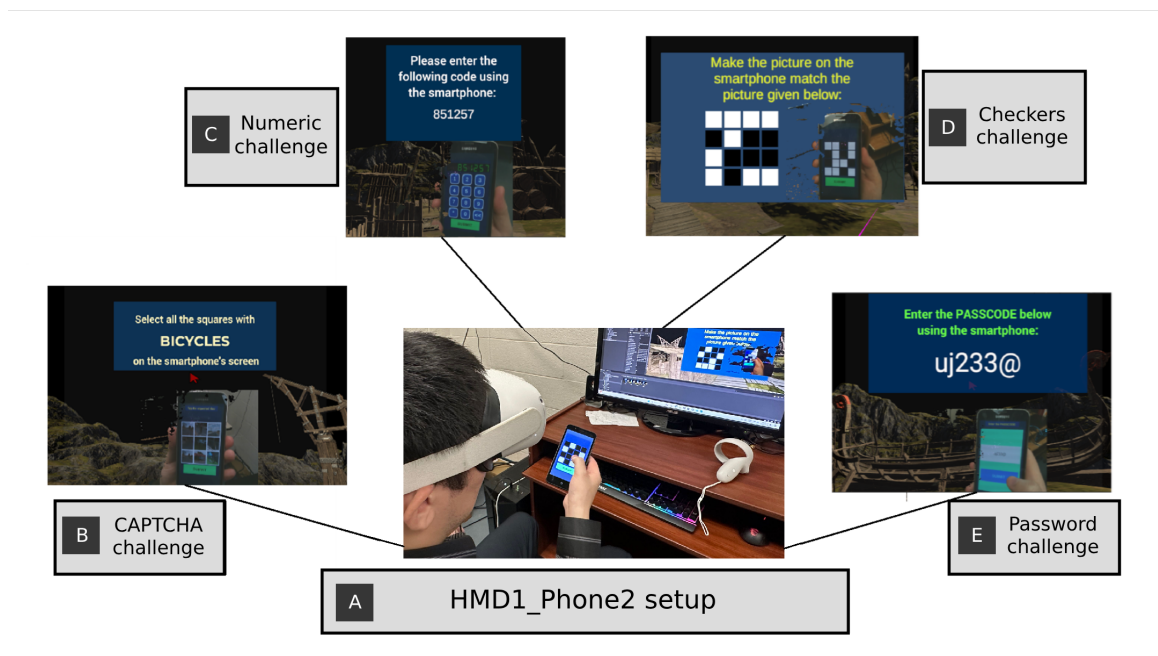 Please enter the
following code using
the smartphone:
851257
C
Numeric
challenge
Make the picture on the
smartphone match the
picture given below:
D
Checkers
challenge
Select all the squares with
BICYCLES
on the smartphone's screen
B
CAPTCHA
challenge
Make the picture on the
smartphone match the
picture given
Enter the PASSCODE below
using the smartphone:
uj233@
E
Password
challenge
A
HMD1_Phone2 setup